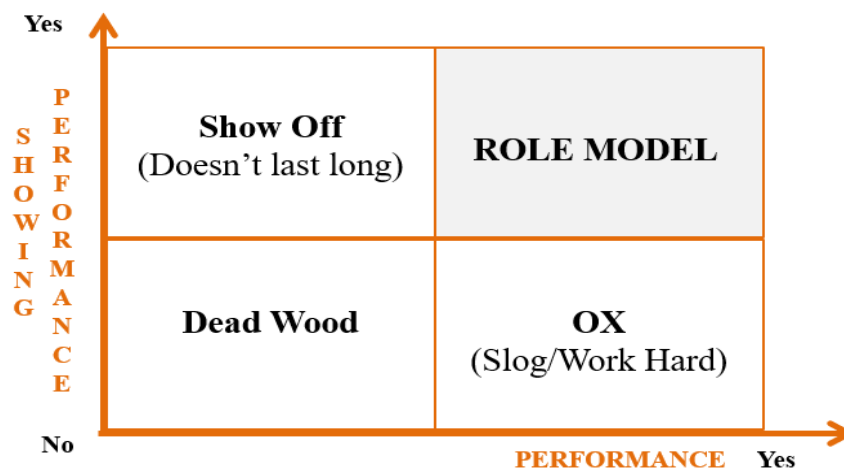 Yes
SHOWING
PERFORMANCE
Show Off
(Doesn’t last long)
ROLE MODEL
Dead Wood
OX
(Slog/Work Hard)
No
PERFORMANCE
Yes